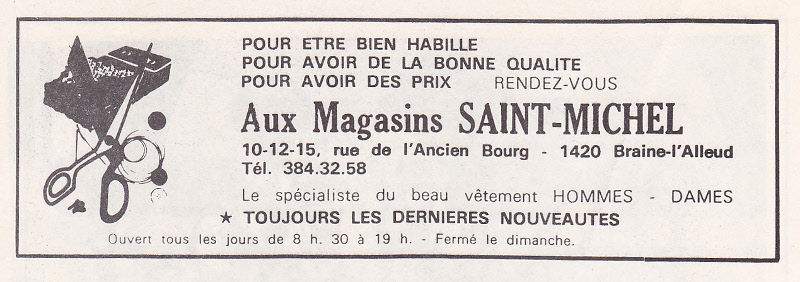 POUR ETRE BIEN HABILLE
POUR AVOIR DE LA BONNE QUALITE
POUR AVOIR DES PRIX RENDEZ-VOUS
Aux Magasins SAINT-MICHEL
10-12-15, rue de l'Ancien Bourg - 1420 Braine-l'Alleud
Tél. 384.32.58
Le spécialiste du beau vêtement HOMMES - DAMES
★ TOUJOURS LES DERNIERES NOUVEAUTES
Ouvert tous les jours de 8 h. 30 à 19 h. - Fermé le dimanche.